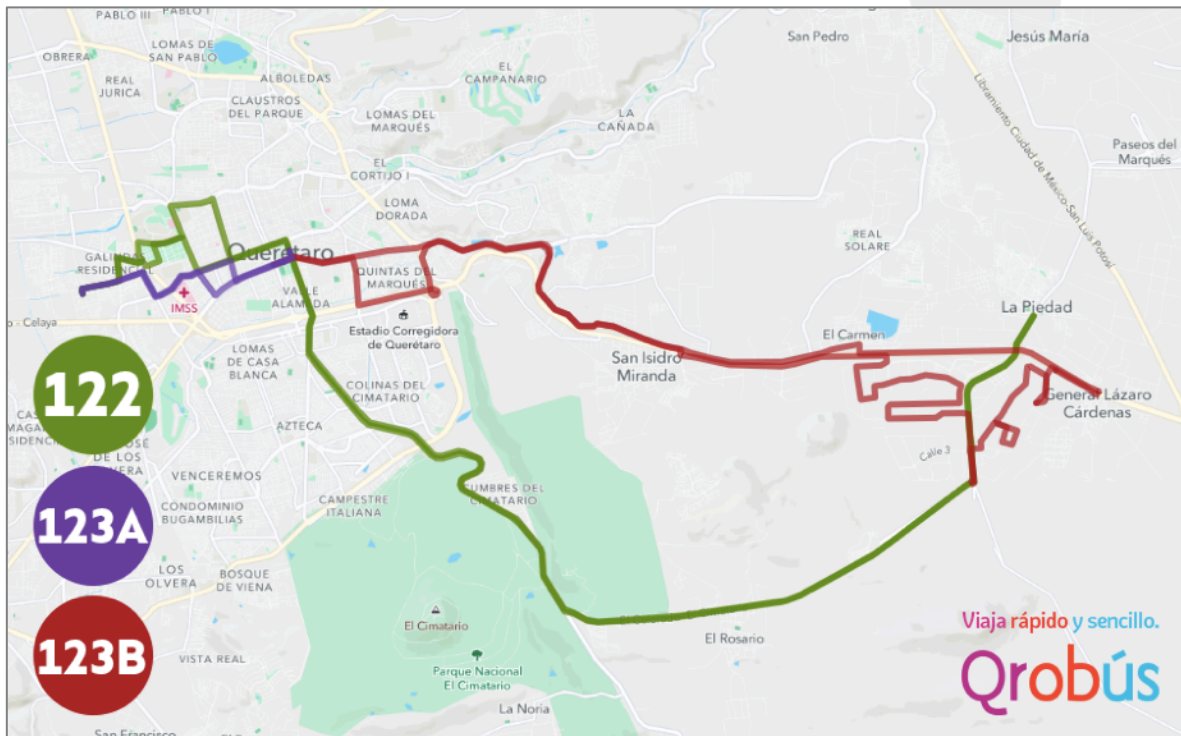 PABLO III
PABLO I
San Pedro
Jesús María
LOMAS DE
SAN PABLO
OBRERA
REAL
JURICA
ALBOLEDAS
EL
CAMPANARIO
CLAUSTROS
DEL PARQUE
LOMAS DEL
MARQUÉS
LA
CAÑADA
Libramiento Ciudad de México-San Luis Potosí
Paseos del
Marqués
EL
CORTIJO I
LOMA
DORADA
REAL
SOLARE
GALINDAS
RESIDENCIAL
Querétaro
QUINTAS DEL
MARQUÉS
VALLE
ALAMEDA
IMSS
La Piedad
o - Celaya
Estadio Corregidora
de Querétaro
El Carmen
LOMAS
DE CASA
BLANCA
San Isidro
Miranda
COLINAS DEL
CIMATARIO
General Lázaro
Cárdenas
122
AZTECA
Calle 3
VENCEREMOS
CUMBRES DEL
CIMATARIO
CAMPESTRE
ITALIANA
CONDOMINIO
BUGAMBILIAS
123A
LOS
OLVERA
BOSQUE
DE VIENA
El Cimatario
El Rosario
Viaja rápido y sencillo.
123B
VISTA REAL
Parque Nacional
El Cimatario
Qrobús
La Noria
San Francisco